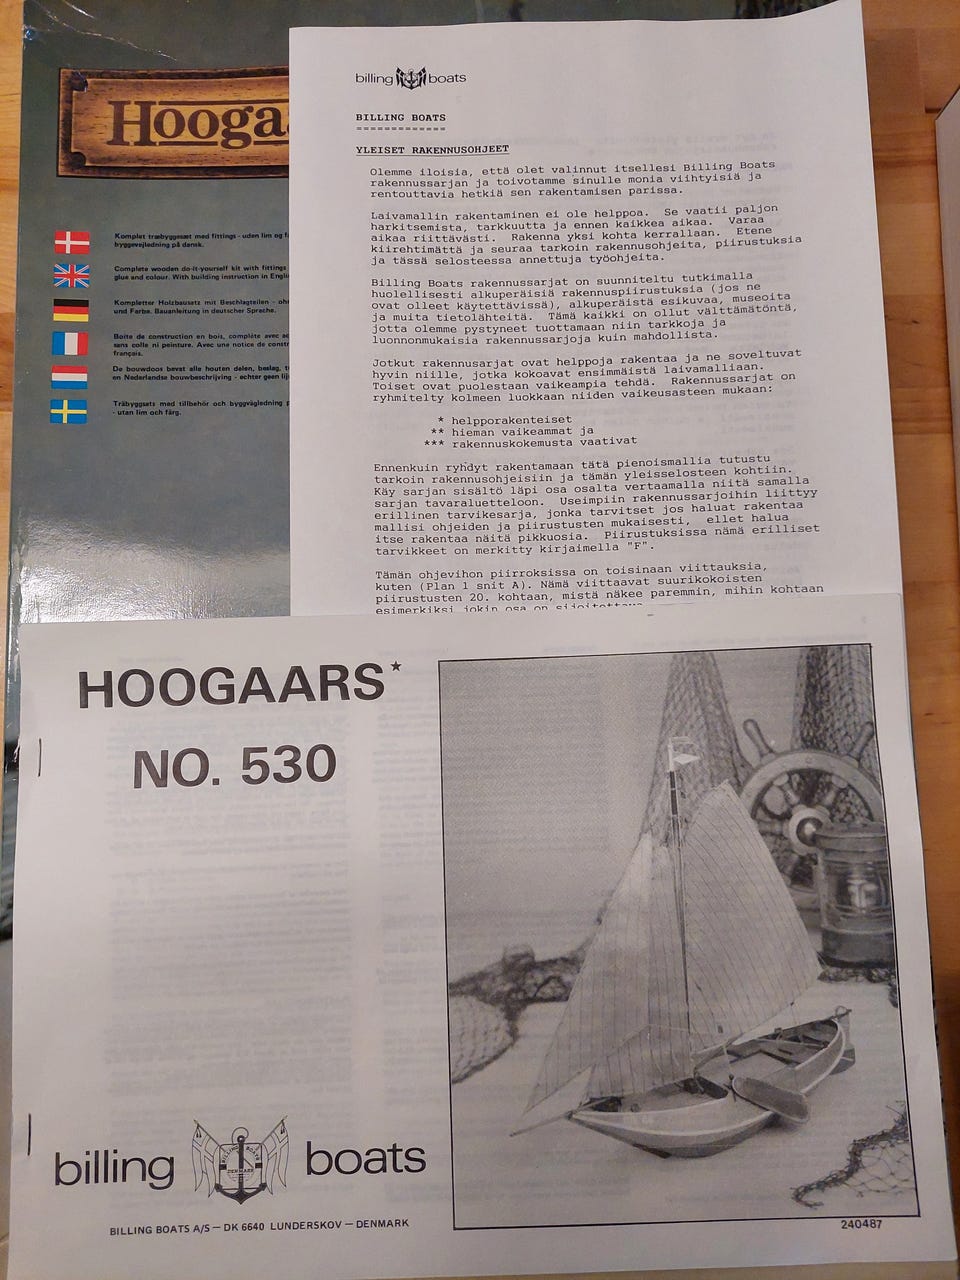 Hooga
Komplet træbyggesæt med fittings - uden lim og f
byggevejledning på dansk.
Complete wooden do-it-yourself kit with fittings
glue and colour. With building instruction in Engli
Kompletter Holzbausatz mit Beschlagteilen - oh
und Farbe. Bauanleitung in deutscher Sprache.
Boite de construction en bois, complète avec ac
sans colle ni peinture. Avec une notice de constr
français.
De bouwdoos bevat alle houten delen, beslag, t
en Nederlandse bouwbeschrijving - echter geen lij
Träbyggsats med tillbehör och byggvägledning p
- utan lim och färg.
billing boats
BILLING BOATS
=============
YLEISET RAKENNUSOHJEET
Olemme iloisia, että olet valinnut itsellesi Billing Boats
rakennussarjan ja toivotamme sinulle monia viihtyisiä ja
rentouttavia hetkiä sen rakentamisen parissa.
Laivamallin rakentaminen ei ole helppoa. Se vaatii paljon
harkitsemista, tarkkuutta ja ennen kaikkea aikaa. Varaa
aikaa riittävästi. Rakenna yksi kohta kerrallaan. Etene
kiirehtimättä ja seuraa tarkoin rakennusohjeita, piirustuksia
ja tässä selosteessa annettuja työohjeita.
Billing Boats rakennussarjat on suunniteltu tutkimalla
huolellisesti alkuperäisiä rakennuspiirustuksia (jos ne
ovat olleet käytettävissä), alkuperäistä esikuvaa, museoita
ja muita tietolähteitä. Tämä kaikki on ollut välttämätöntä,
jotta olemme pystyneet tuottamaan niin tarkkoja ja
luonnonmukaisia rakennussarjoja kuin mahdollista.
Jotkut rakennusarjat ovat helppoja rakentaa ja ne soveltuvat
hyvin niille, jotka kokoavat ensimmäistä laivamalliaan.
Toiset ovat puolestaan vaikeampia tehdä. Rakennussarjat on
ryhmitelty kolmeen luokkaan niiden vaikeusasteen mukaan:
* helpporakenteiset
** hieman vaikeammat ja
*** rakennuskokemusta vaativat
Ennenkuin ryhdyt rakentamaan tätä pienoismallia tutustu
tarkoin rakennusohjeisiin ja tämän yleisselosteen kohtiin.
Käy sarjan sisältö läpi osa osalta vertaamalla niitä samalla
sarjan tavaraluetteloon. Useimpiin rakennussarjoihin liittyy
erillinen tarvikesarja, jonka tarvitset jos haluat rakentaa
mallisi ohjeiden ja piirustusten mukaisesti, ellet halua
itse rakentaa näitä pikkuosia. Piirustuksissa nämä erilliset
tarvikkeet on merkitty kirjaimella "F".
Tämän ohjevihon piirroksissa on toisinaan viittauksia,
kuten (Plan 1 snit A). Nämä viittaavat suurikokoisten
piirustusten 20. kohtaan, mistä näkee paremmin, mihin kohtaan
esimerkiksi jokin osa on sijoitettava
HOOGAARS*
NO. 530
billing boats
BILLING BOATS
DENMARK
BILLING BOATS A/S — DK 6640 LUNDERSKOV — DENMARK
240487